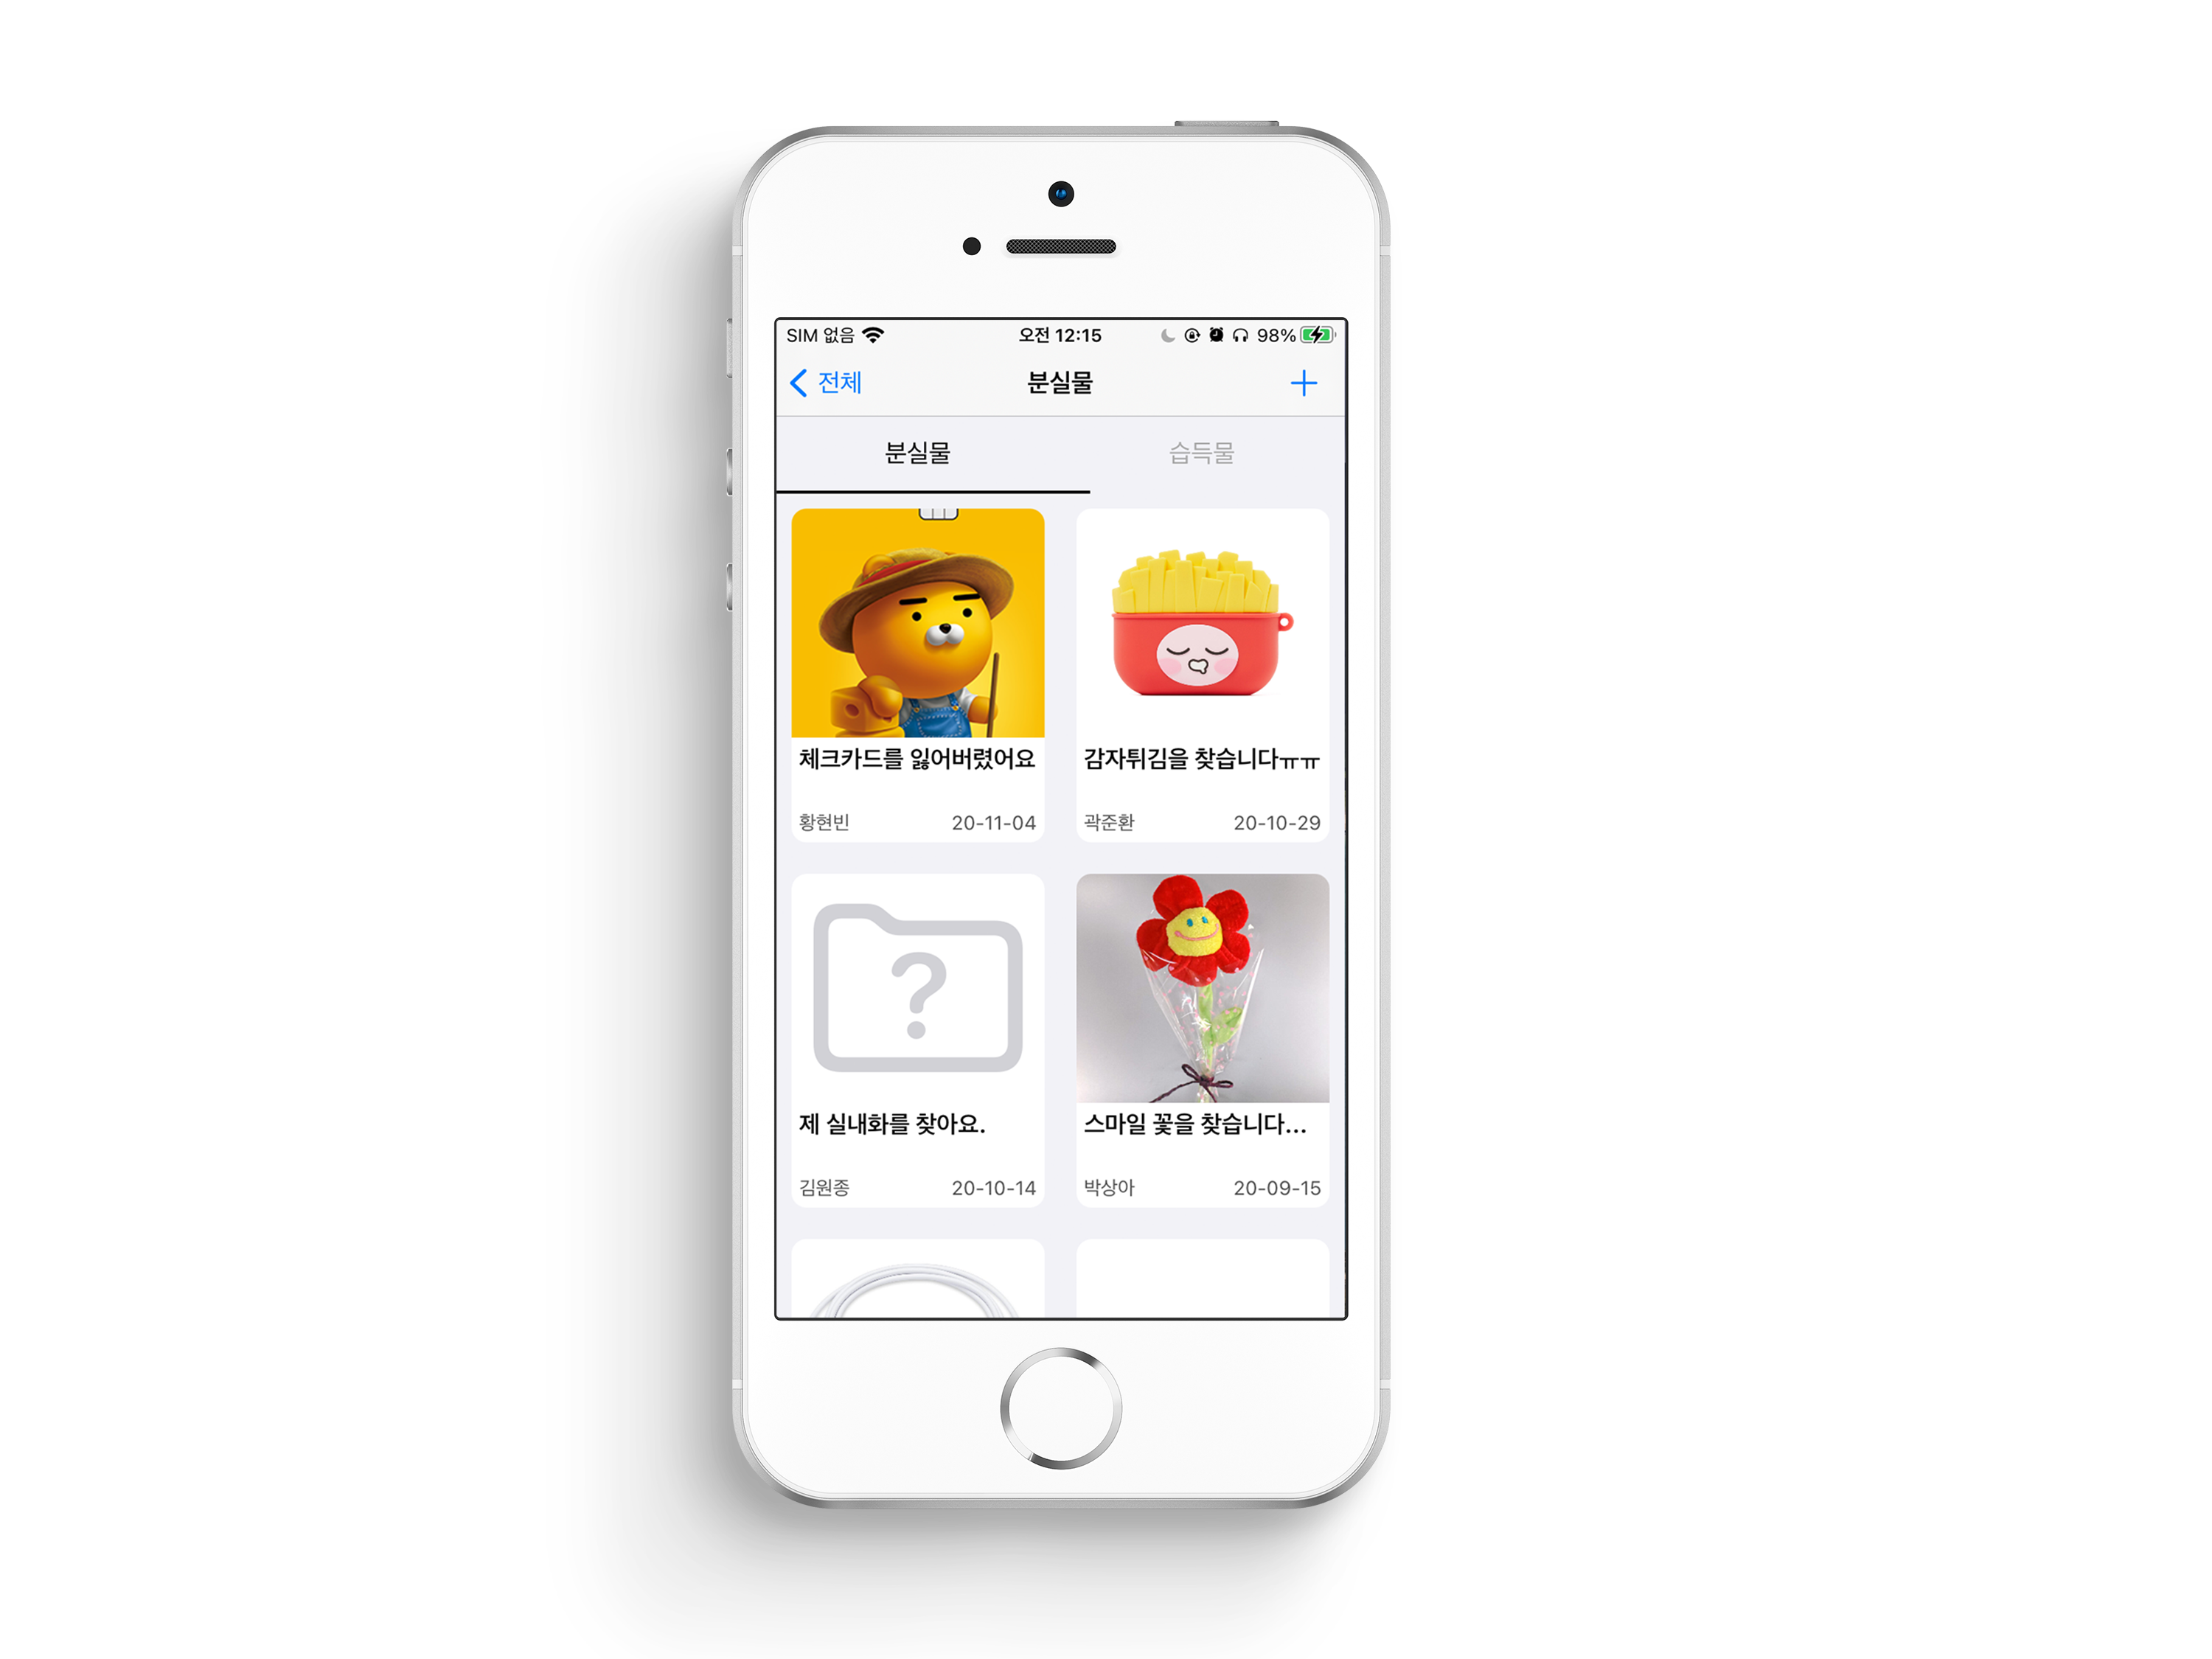 SIM 없음 오전 12:15 98%
전체 분실물
분실물 습득물
체크카드를 잃어버렸어요
황현빈 20-11-04
감자튀김을 찾습니다ㅠㅠ
곽준환 20-10-29
제 실내화를 찾아요.
김원종 20-10-14
스마일 꽃을 찾습니다...
박상아 20-09-15